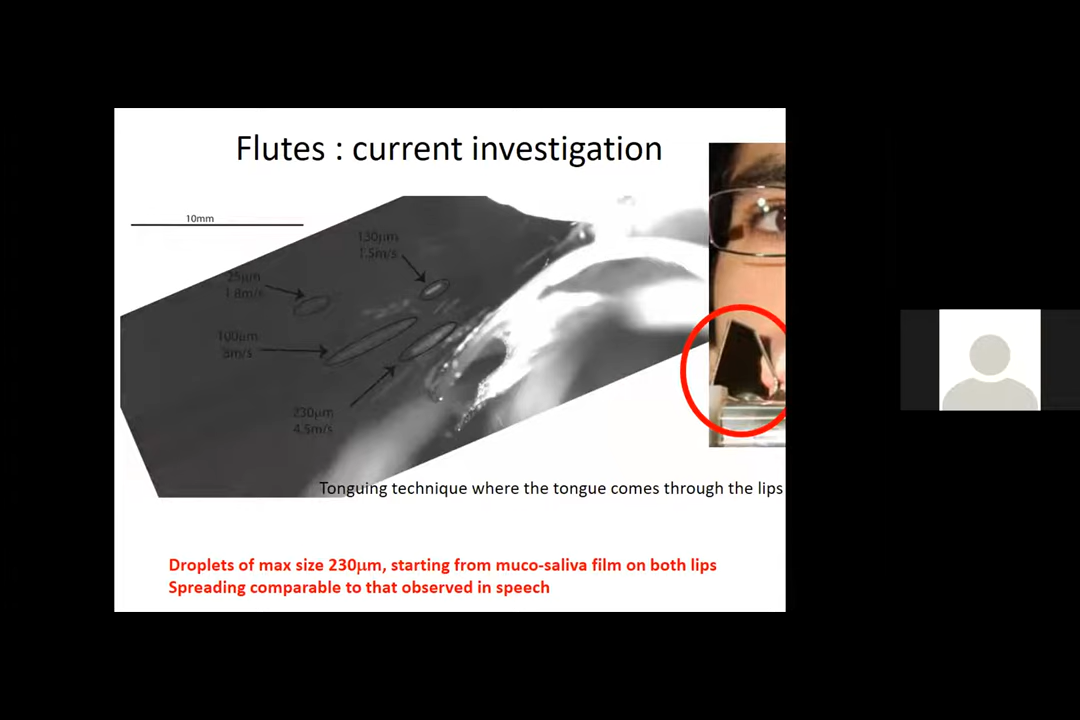 Flutes : current investigation
10mm
130μm
1.5m/s
25μm
1.8m/s
100μm
8m/s
230μm
4.5m/s
Tonguing technique where the tongue comes through the lips
Droplets of max size 230μm, starting from muco-saliva film on both lips
Spreading comparable to that observed in speech